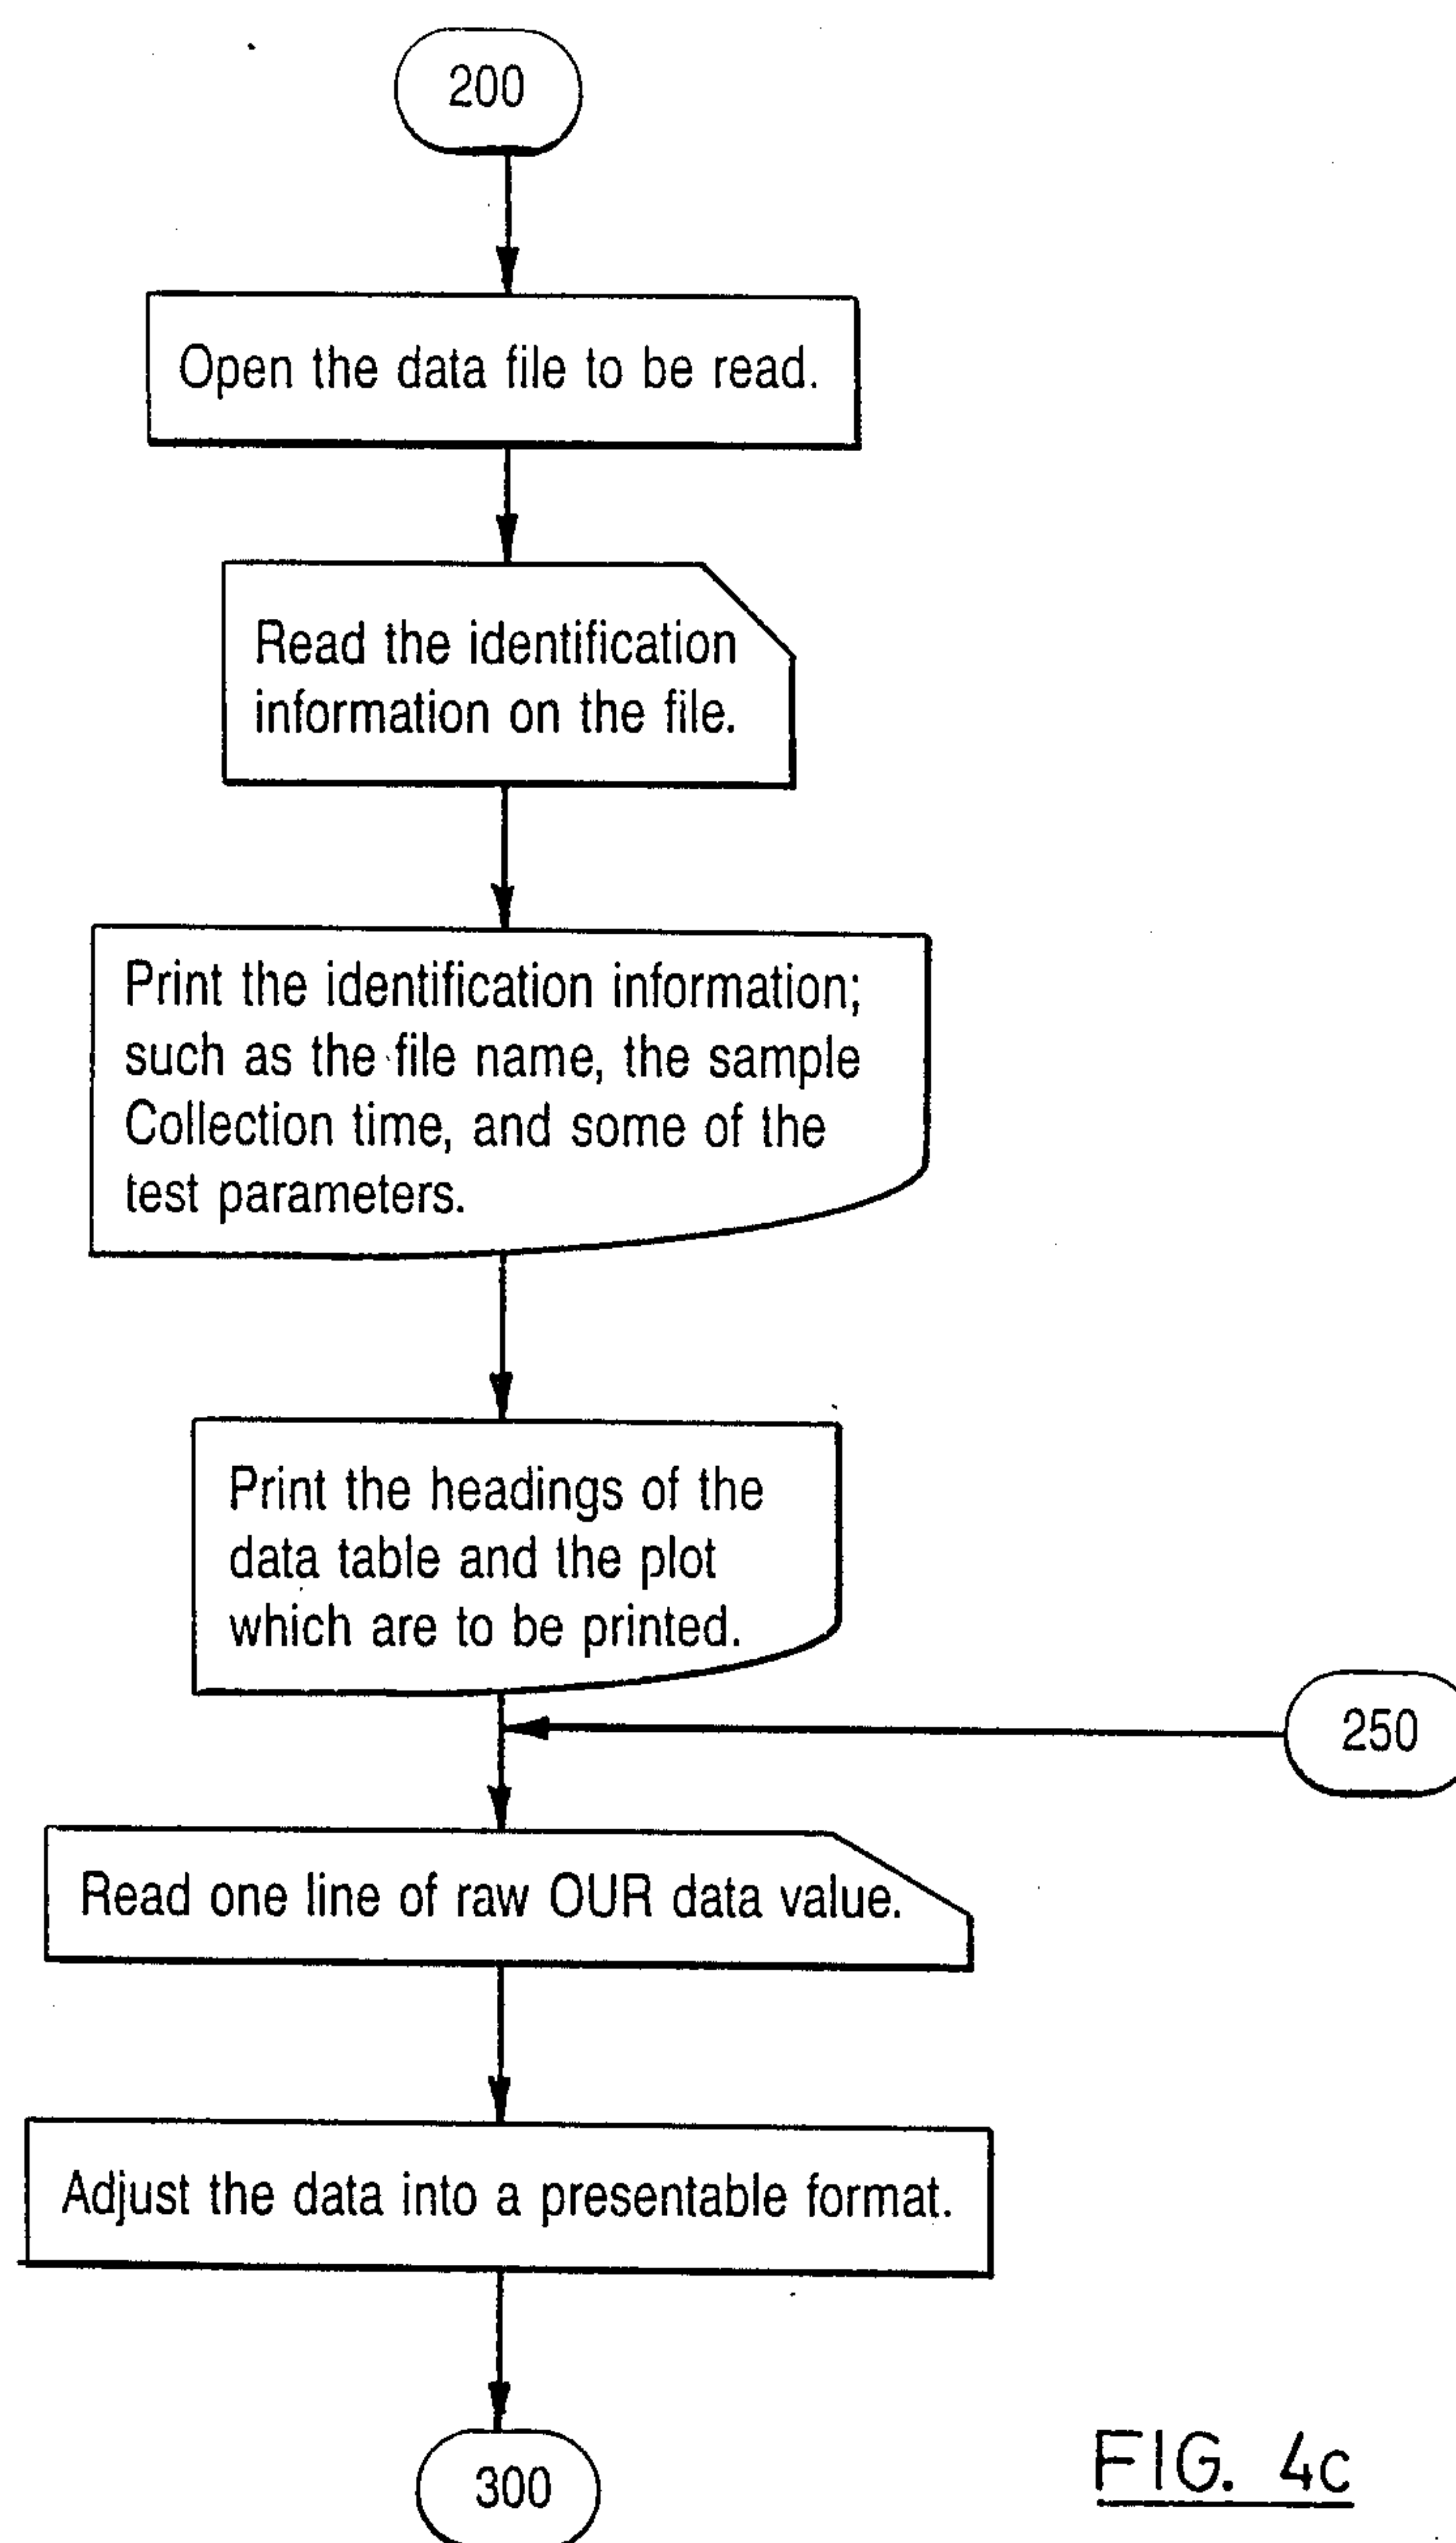 200
Open the data file to be read.
Read the identification
information on the file.
Print the identification information;
such as the file name, the sample
Collection time, and some of the
test parameters.
Print the headings of the
data table and the plot
which are to be printed.
250
Read one line of raw OUR data value.
Adjust the data into a presentable format.
300
FIG. 4c